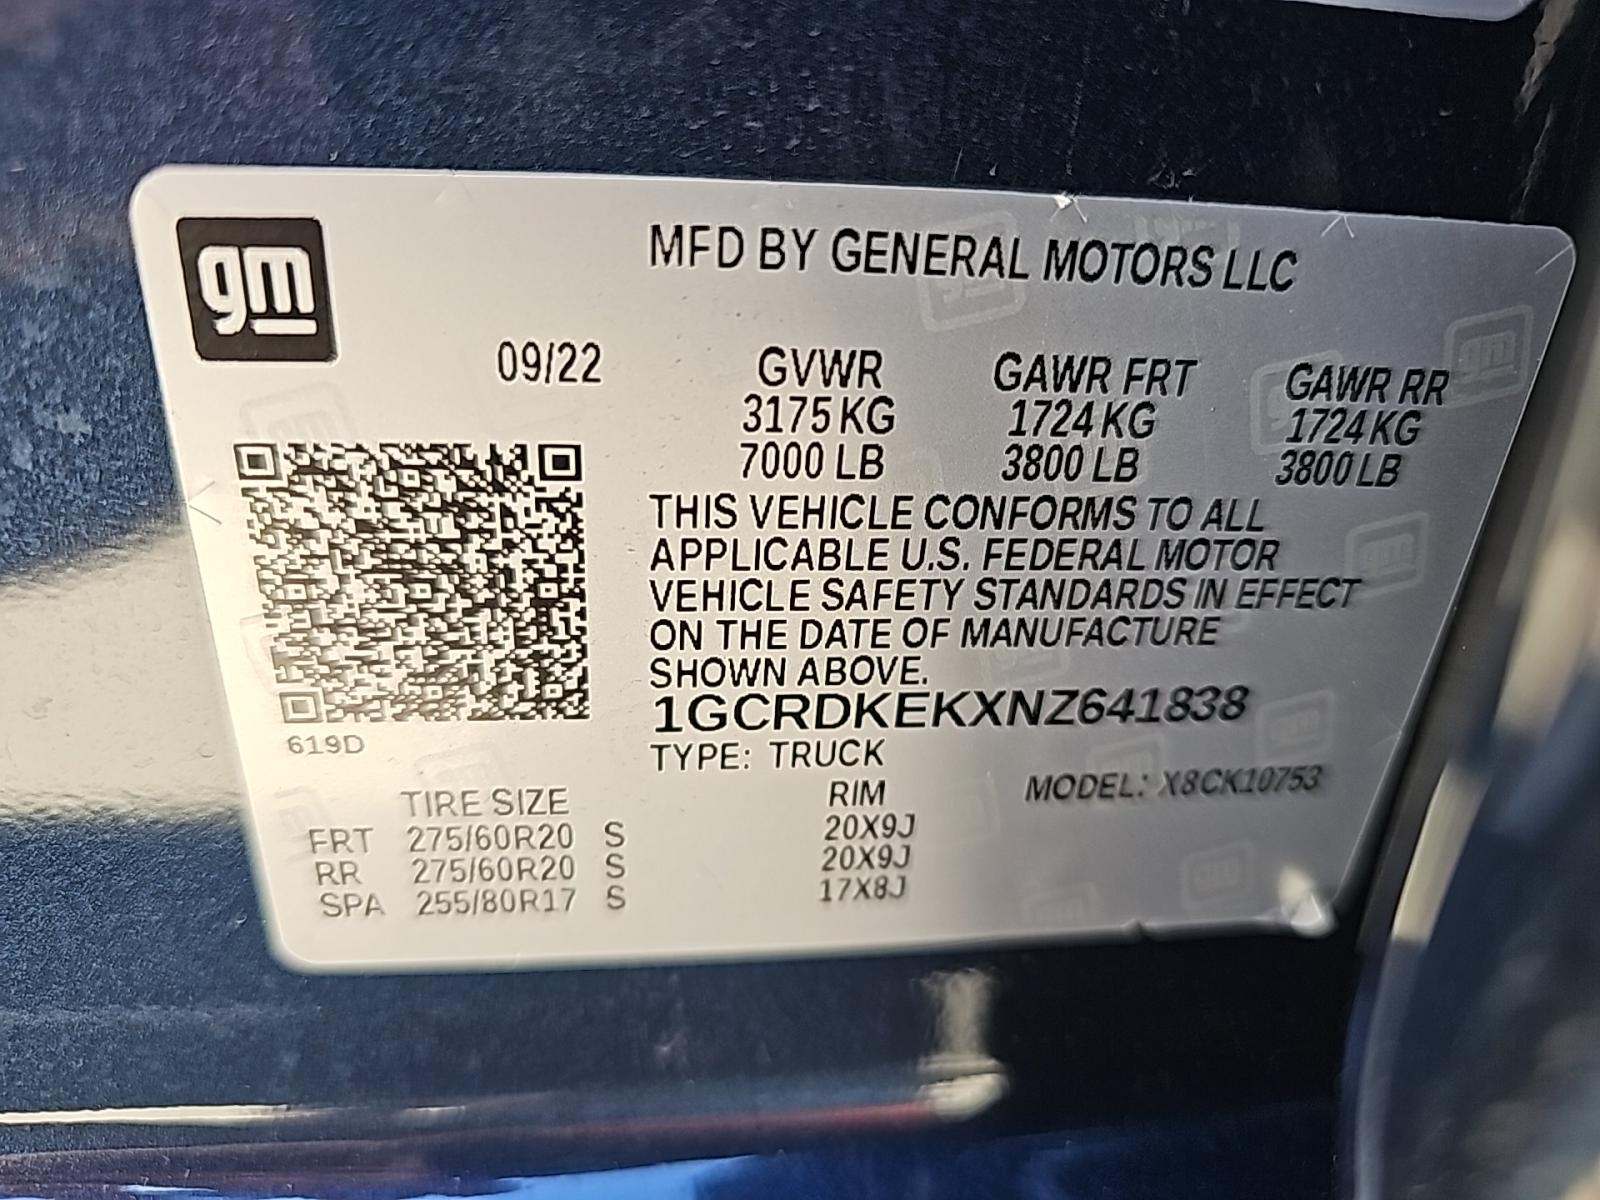 gm
MFD BY GENERAL MOTORS LLC
09/22 GVWR GAWR FRT GAWR RR
3175 KG 1724 KG 1724 KG
7000 LB 3800 LB 3800 LB
THIS VEHICLE CONFORMS TO ALL
APPLICABLE U.S. FEDERAL MOTOR
VEHICLE SAFETY STANDARDS IN EFFECT
ON THE DATE OF MANUFACTURE
SHOWN ABOVE.
1GCRDKEKXNZ641838
619D
TYPE: TRUCK
MODEL: X8CK10753
TIRE SIZE RIM
FRT 275/60R20 S 20X9J
RR 275/60R20 S 20X9J
SPA 255/80R17 S 17X8J